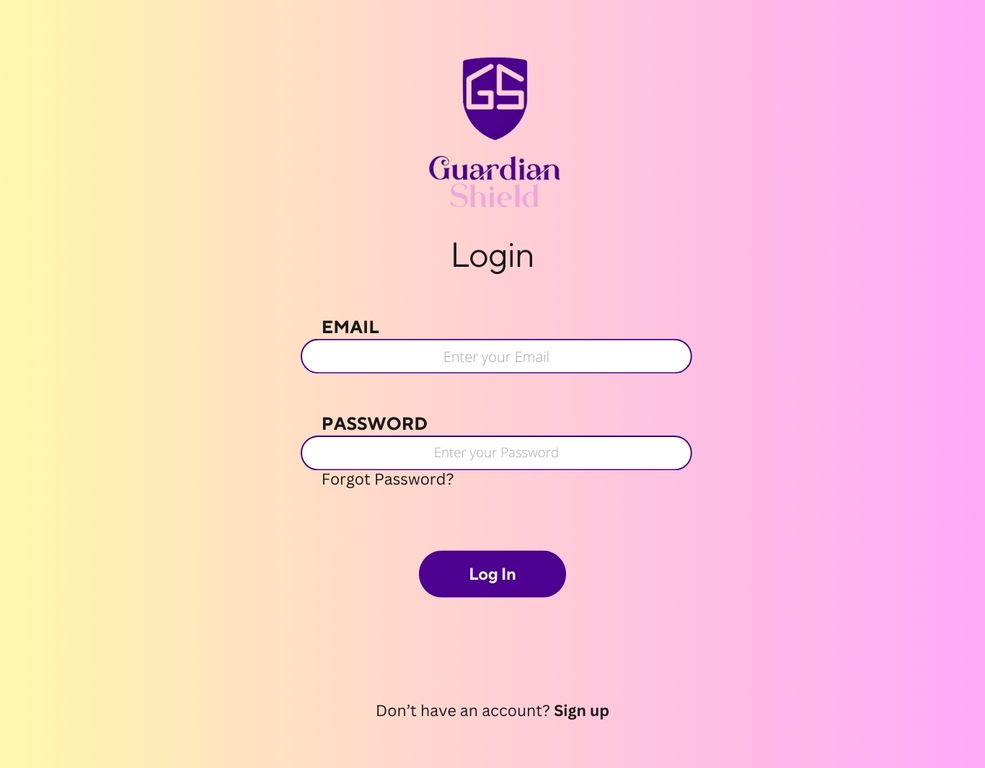 GS
Guardian
Shield
Login
EMAIL
Enter your Email
PASSWORD
Enter your Password
Forgot Password?
Log In
Don’t have an account? Sign up